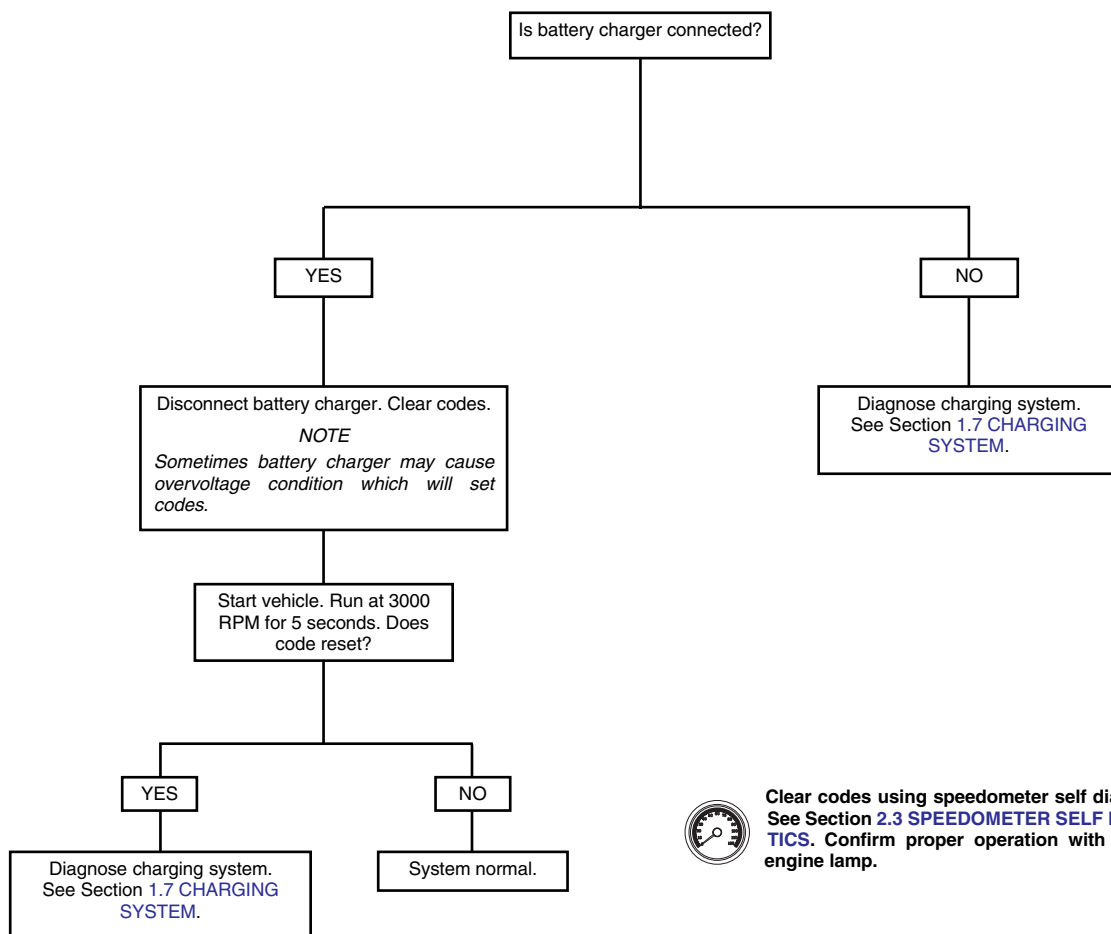 Is battery charger connected?
YES
NO
Disconnect battery charger. Clear codes.
NOTE
Sometimes battery charger may cause
overvoltage condition which will set
codes.
Diagnose charging system.
See Section 1.7 CHARGING
SYSTEM.
Start vehicle. Run at 3000
RPM for 5 seconds. Does
code reset?
YES
NO
Diagnose charging system.
See Section 1.7 CHARGING
SYSTEM.
System normal.
Clear codes using speedometer self
See Section 2.3 SPEEDOMETER SELF
TICS. Confirm proper operation with
engine lamp.